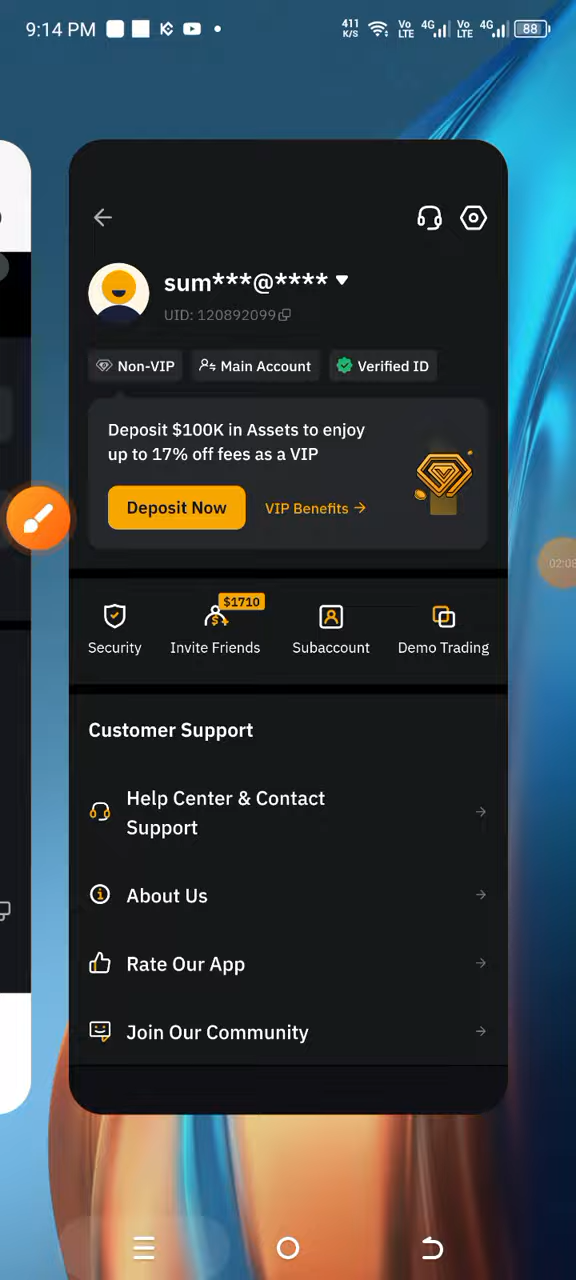 9:14 PM
411 K/S Vo LTE 4G Vo LTE 4G 88
sum***@****
UID: 120892099
Non-VIP Main Account Verified ID
Deposit $100K in Assets to enjoy
up to 17% off fees as a VIP
Deposit Now VIP Benefits
02:08
$1710
Security Invite Friends Subaccount Demo Trading
Customer Support
Help Center & Contact
Support
About Us
Rate Our App
Join Our Community